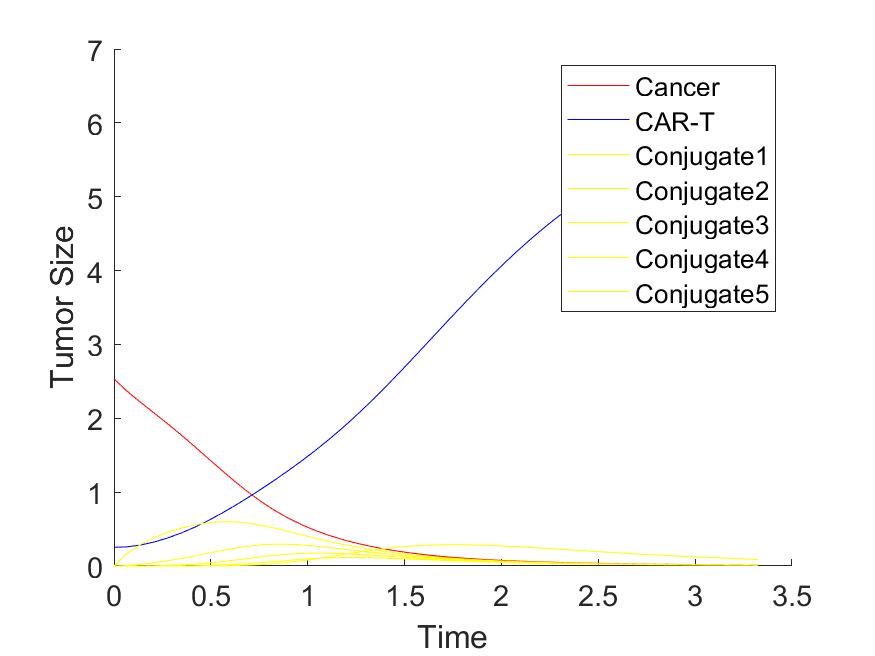 7
6
5
4
3
2
1
0
Tumor Size
0 0.5 1 1.5 2 2.5 3 3.5
Time
Cancer
CAR-T
Conjugate1
Conjugate2
Conjugate3
Conjugate4
Conjugate5